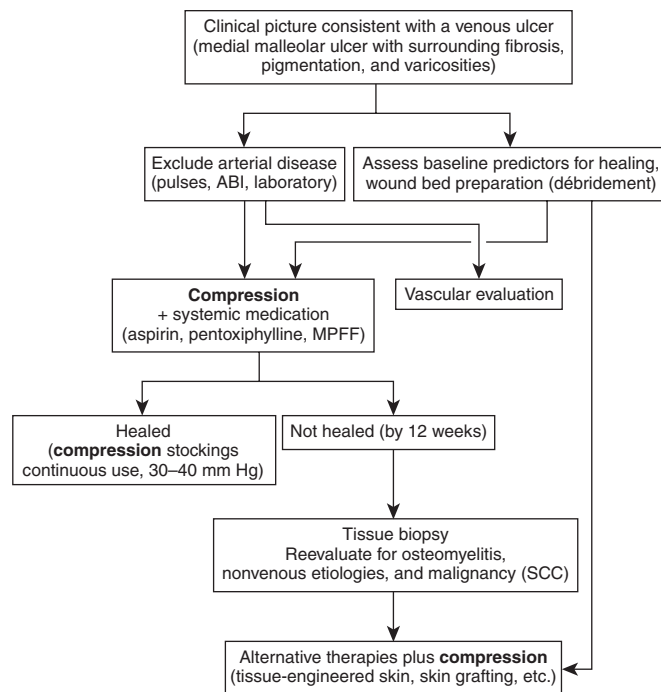 Clinical picture consistent with a venous ulcer
(medial malleolar ulcer with surrounding fibrosis,
pigmentation, and varicosities)
Exclude arterial disease
(pulses, ABI, laboratory)
Assess baseline predictors for healing,
wound bed preparation (débridement)
Compression
+ systemic medication
(aspirin, pentoxiphylline, MPFF)
Vascular evaluation
Healed
(compression stockings
continuous use, 30–40 mm Hg)
Not healed (by 12 weeks)
Tissue biopsy
Reevaluate for osteomyelitis,
nonvenous etiologies, and malignancy (SCC)
Alternative therapies plus compression
(tissue-engineered skin, skin grafting, etc.)